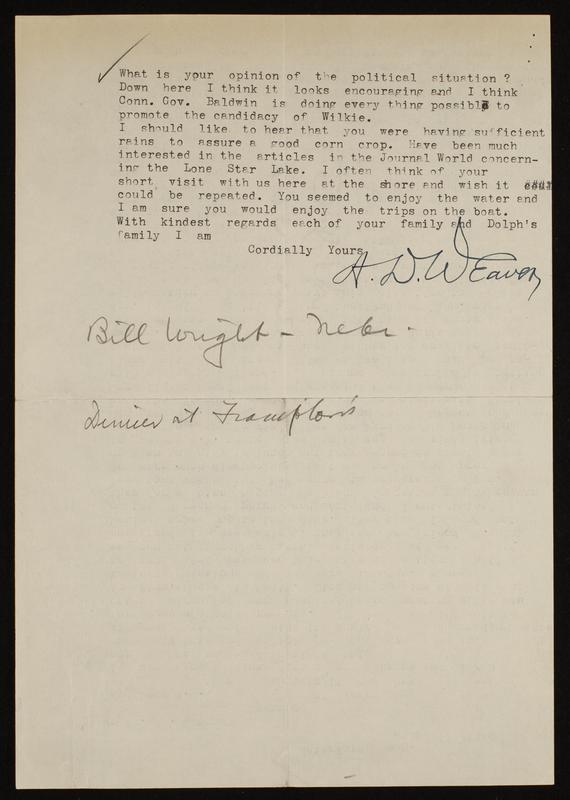 What is your opinion of the political situation ?
Down here I think it looks encouraging and I think
Conn. Gov. Baldwin is doing every thing possible to
promote the candidacy of Wilkie.
I should like to hear that you were having sufficient
rains to assure a good corn crop. Have been much
interested in the articles in the Journal World concern-
ing the Lone Star Lake. I often think of your
short visit with us here at the shore and wish it
could be repeated. You seemed to enjoy the water and
I am sure you would enjoy the trips on the boat.
With kindest regards each of your family and Dolph's
family I am
Cordially Yours
A. D. Weaver
Bill Wright - Nebr.
Dinner at Frampton's